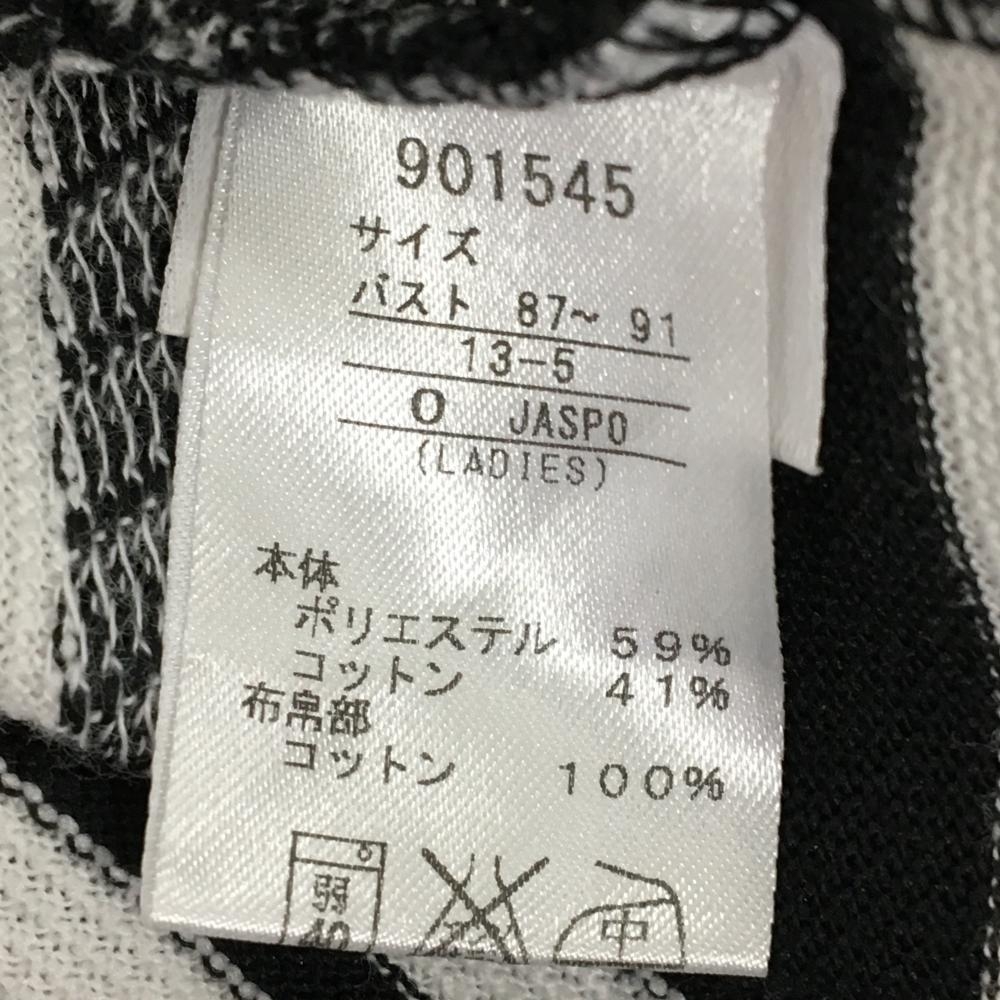 901545
サイズ
バスト 87~ 91
13-5
O JASPO
(LADIES)
本体
ポリエステル 59%
コットン 41%
布帛部
コットン 100%
弱
40
中